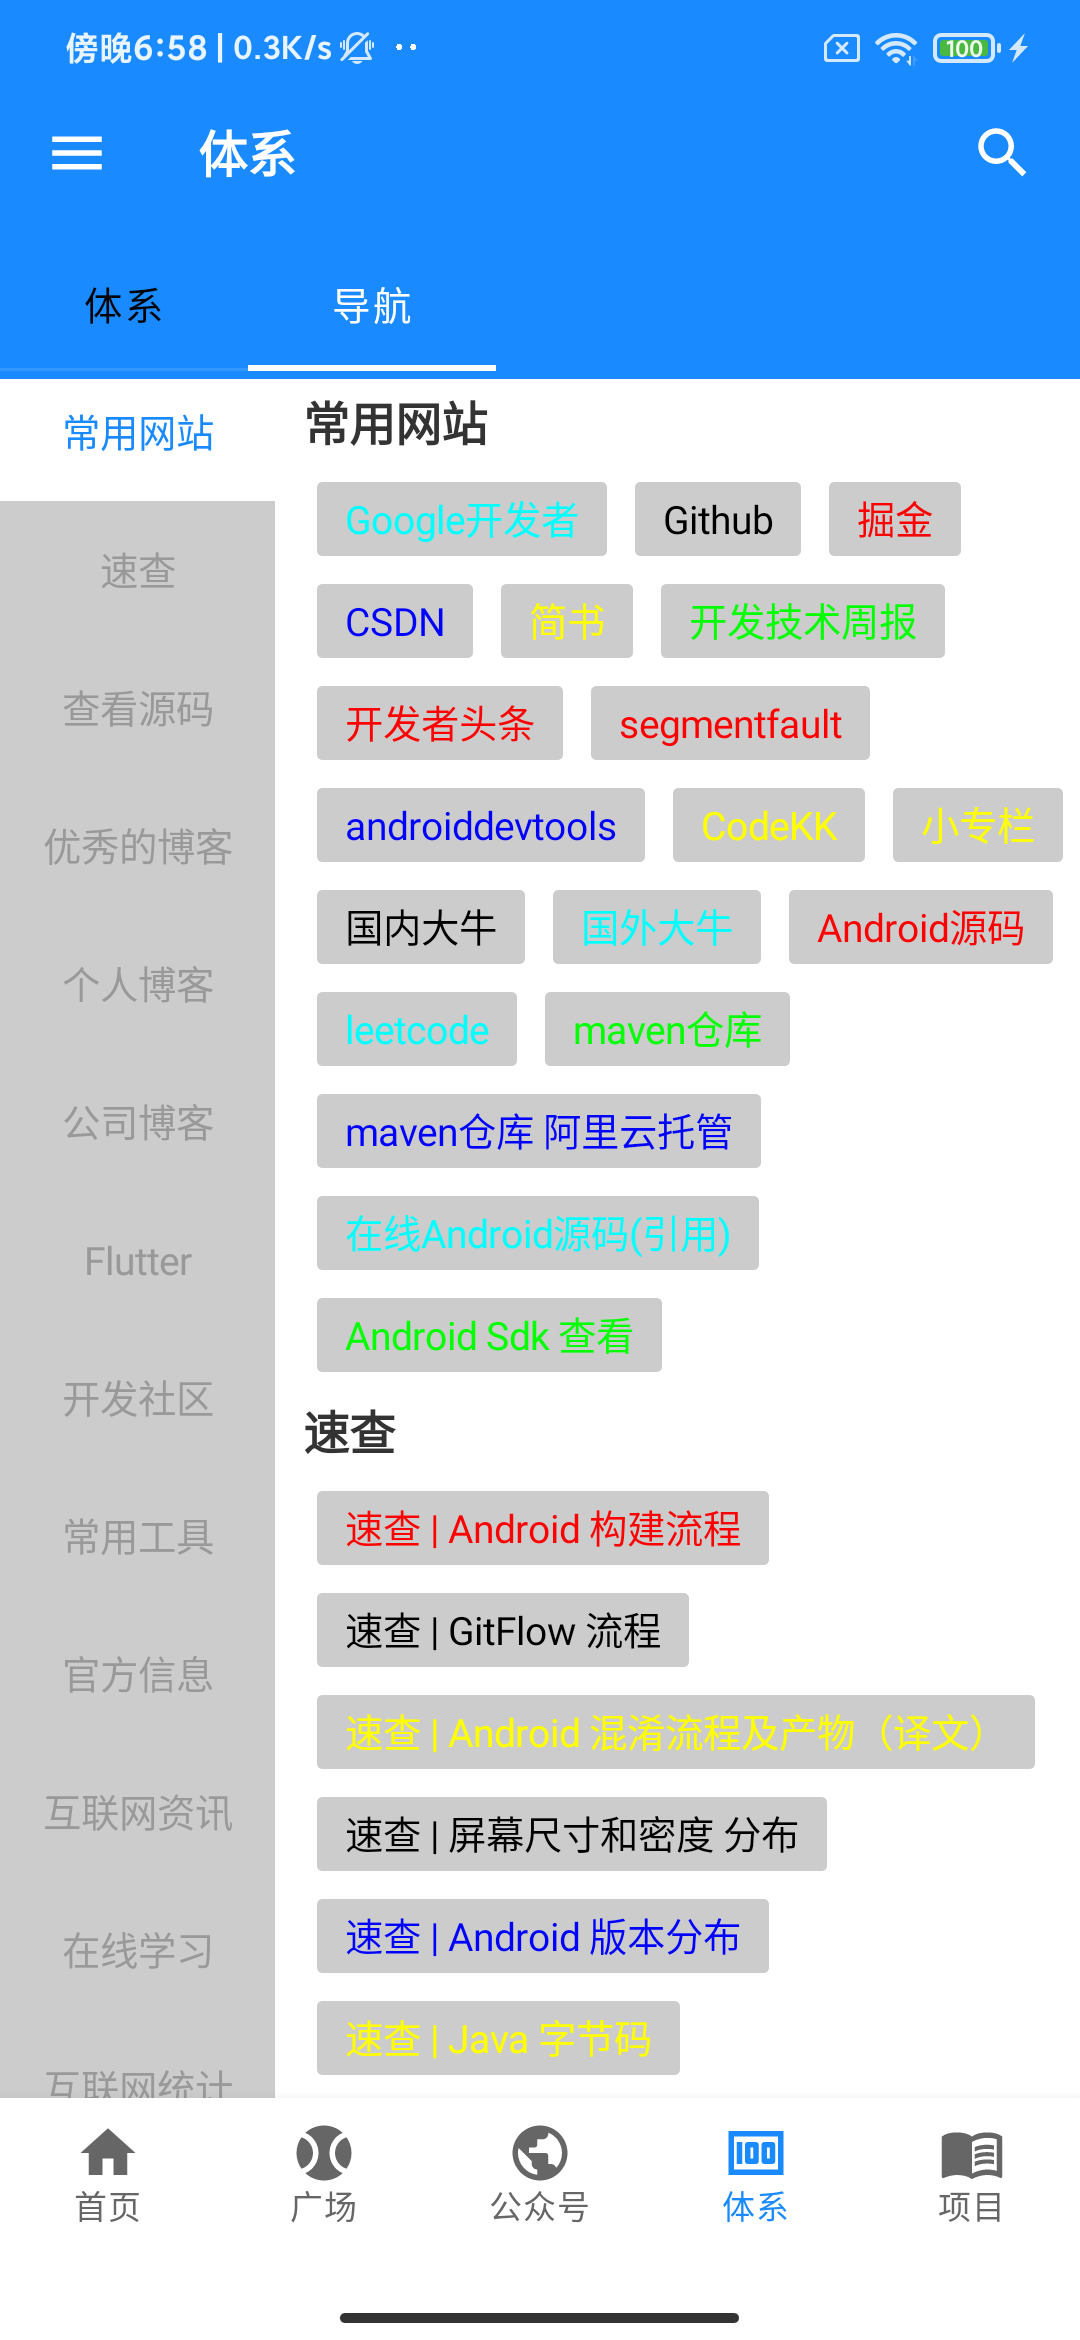 傍晚6:58 | 0.3K/s
100
体系
体系 导航
常用网站
速查
查看源码
优秀的博客
个人博客
公司博客
Flutter
开发社区
常用工具
官方信息
互联网资讯
在线学习
互联网统计
常用网站
Google开发者 Github 掘金
CSDN 简书 开发技术周报
开发者头条 segmentfault
androiddevtools CodeKK 小专栏
国内大牛 国外大牛 Android源码
leetcode maven仓库
maven仓库 阿里云托管
在线Android源码(引用)
Android Sdk 查看
速查
速查 | Android 构建流程
速查 | GitFlow 流程
速查 | Android 混淆流程及产物（译文）
速查 | 屏幕尺寸和密度 分布
速查 | Android 版本分布
速查 | Java 字节码
首页 广场 公众号 体系 项目